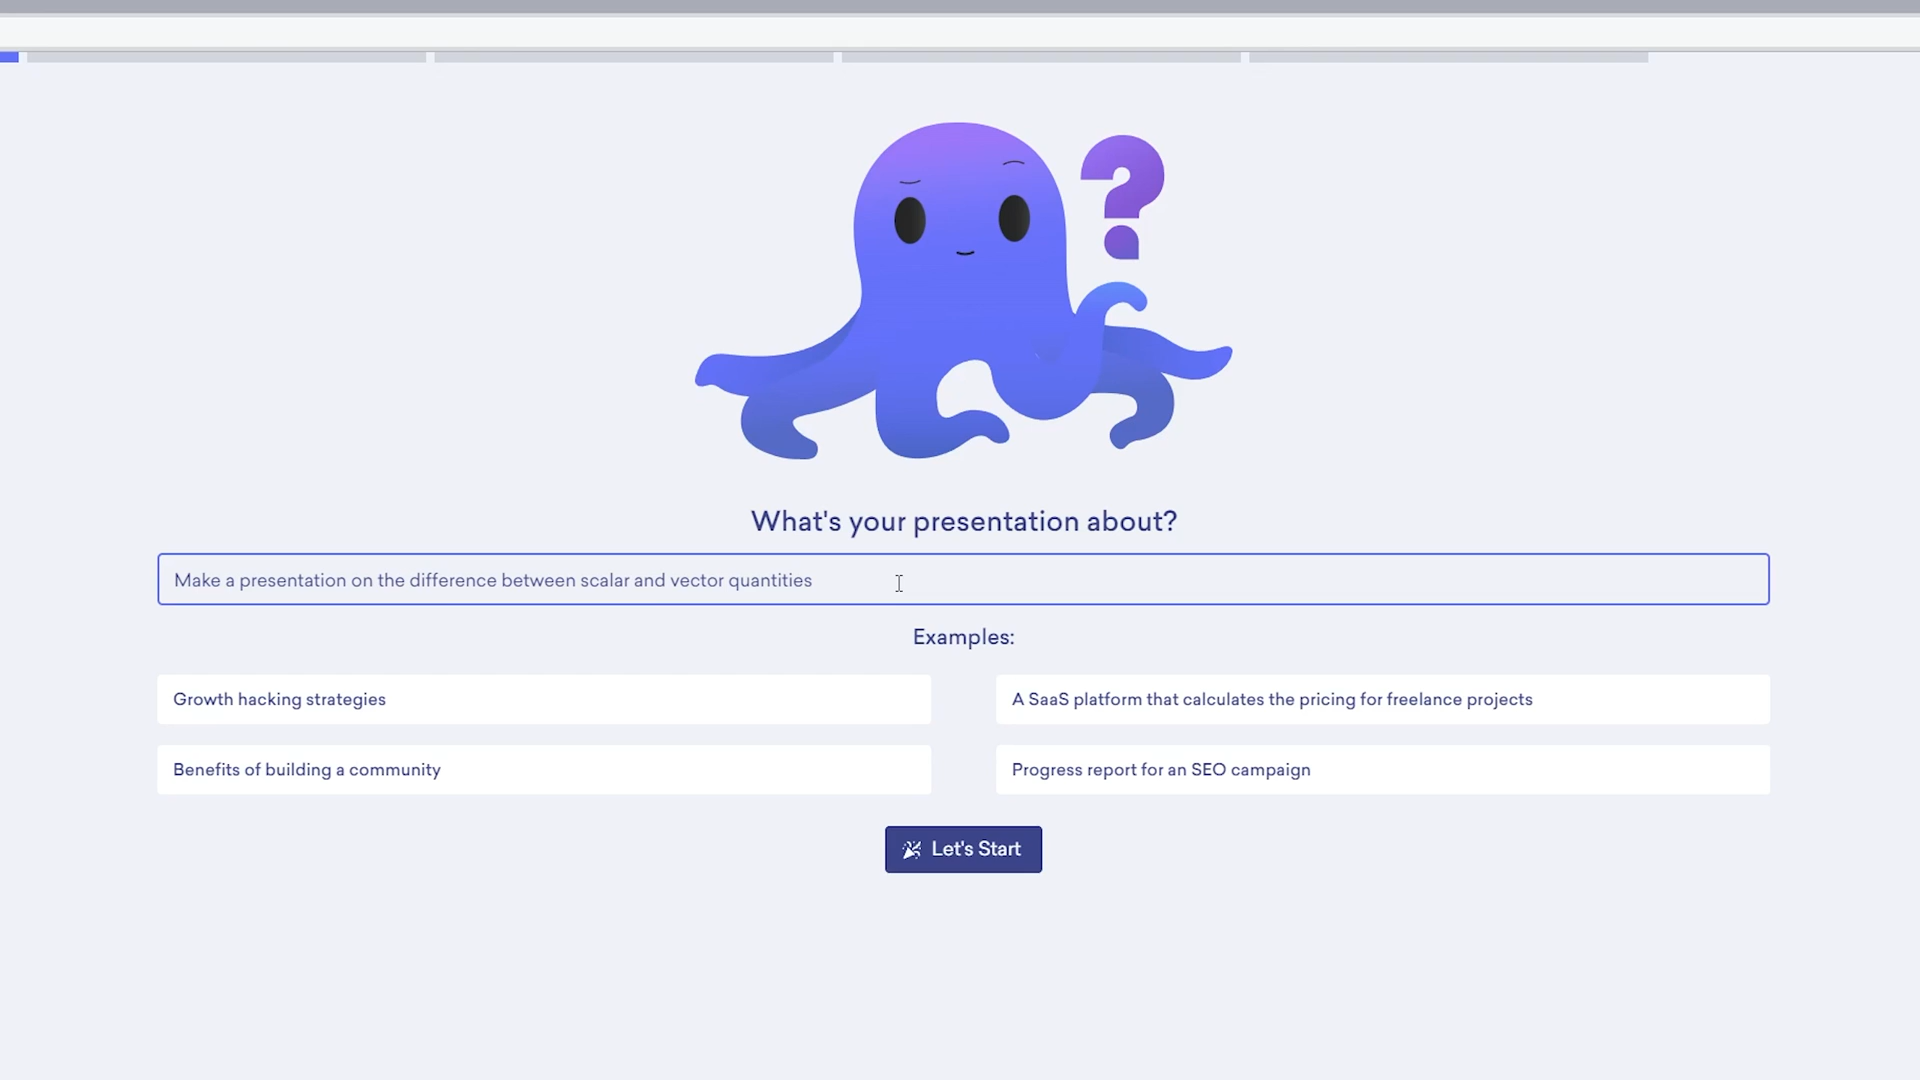 ?
What's your presentation about?
Make a presentation on the difference between scalar and vector quantities
Examples:
Growth hacking strategies
A SaaS platform that calculates the pricing for freelance projects
Benefits of building a community
Progress report for an SEO campaign
Let's Start